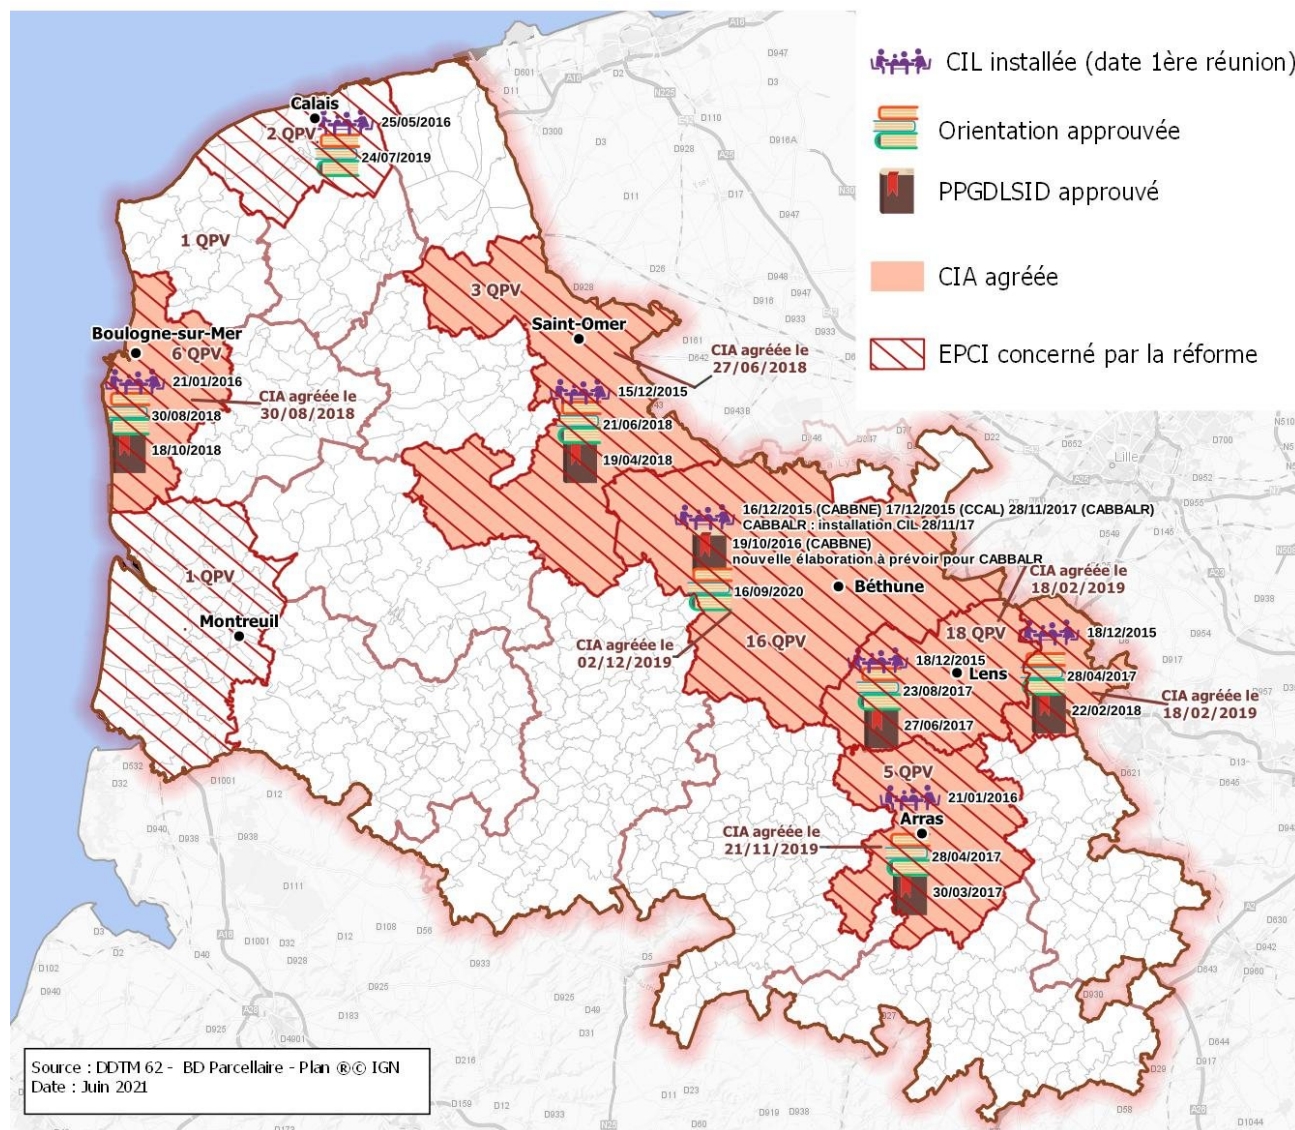 CIL installée (date 1ère réunion)
Orientation approuvée
PPGDLSID approuvé
CIA agréée
EPCI concerné par la réforme
Calais
2 QPV
25/05/2016
24/07/2019
1 QPV
3 QPV
Saint-Omer
CIA agréée le
27/06/2018
Boulogne-sur-Mer
6 QPV
21/01/2016
CIA agréée le
30/08/2018
30/08/2018
18/10/2018
15/12/2015
21/06/2018
19/04/2018
16/12/2015 (CABBNE) 17/12/2015 (CCAL) 28/11/2017 (CABBALR)
CABBALR : installation CIL 28/11/17
19/10/2016 (CABBNE)
nouvelle élaboration à prévoir pour CABBALR
16/09/2020
Béthune
CIA agréée le
18/02/2019
1 QPV
Montreuil
CIA agréée le
02/12/2019
16 QPV
18 QPV
18/12/2015
Lens
23/08/2017
27/06/2017
18/12/2015
28/04/2017
22/02/2018
CIA agréée le
18/02/2019
5 QPV
21/01/2016
Arras
CIA agréée le
21/11/2019
28/04/2017
30/03/2017
Lille
Source : DDTM 62 - BD Parcellaire - Plan ®© IGN
Date : Juin 2021